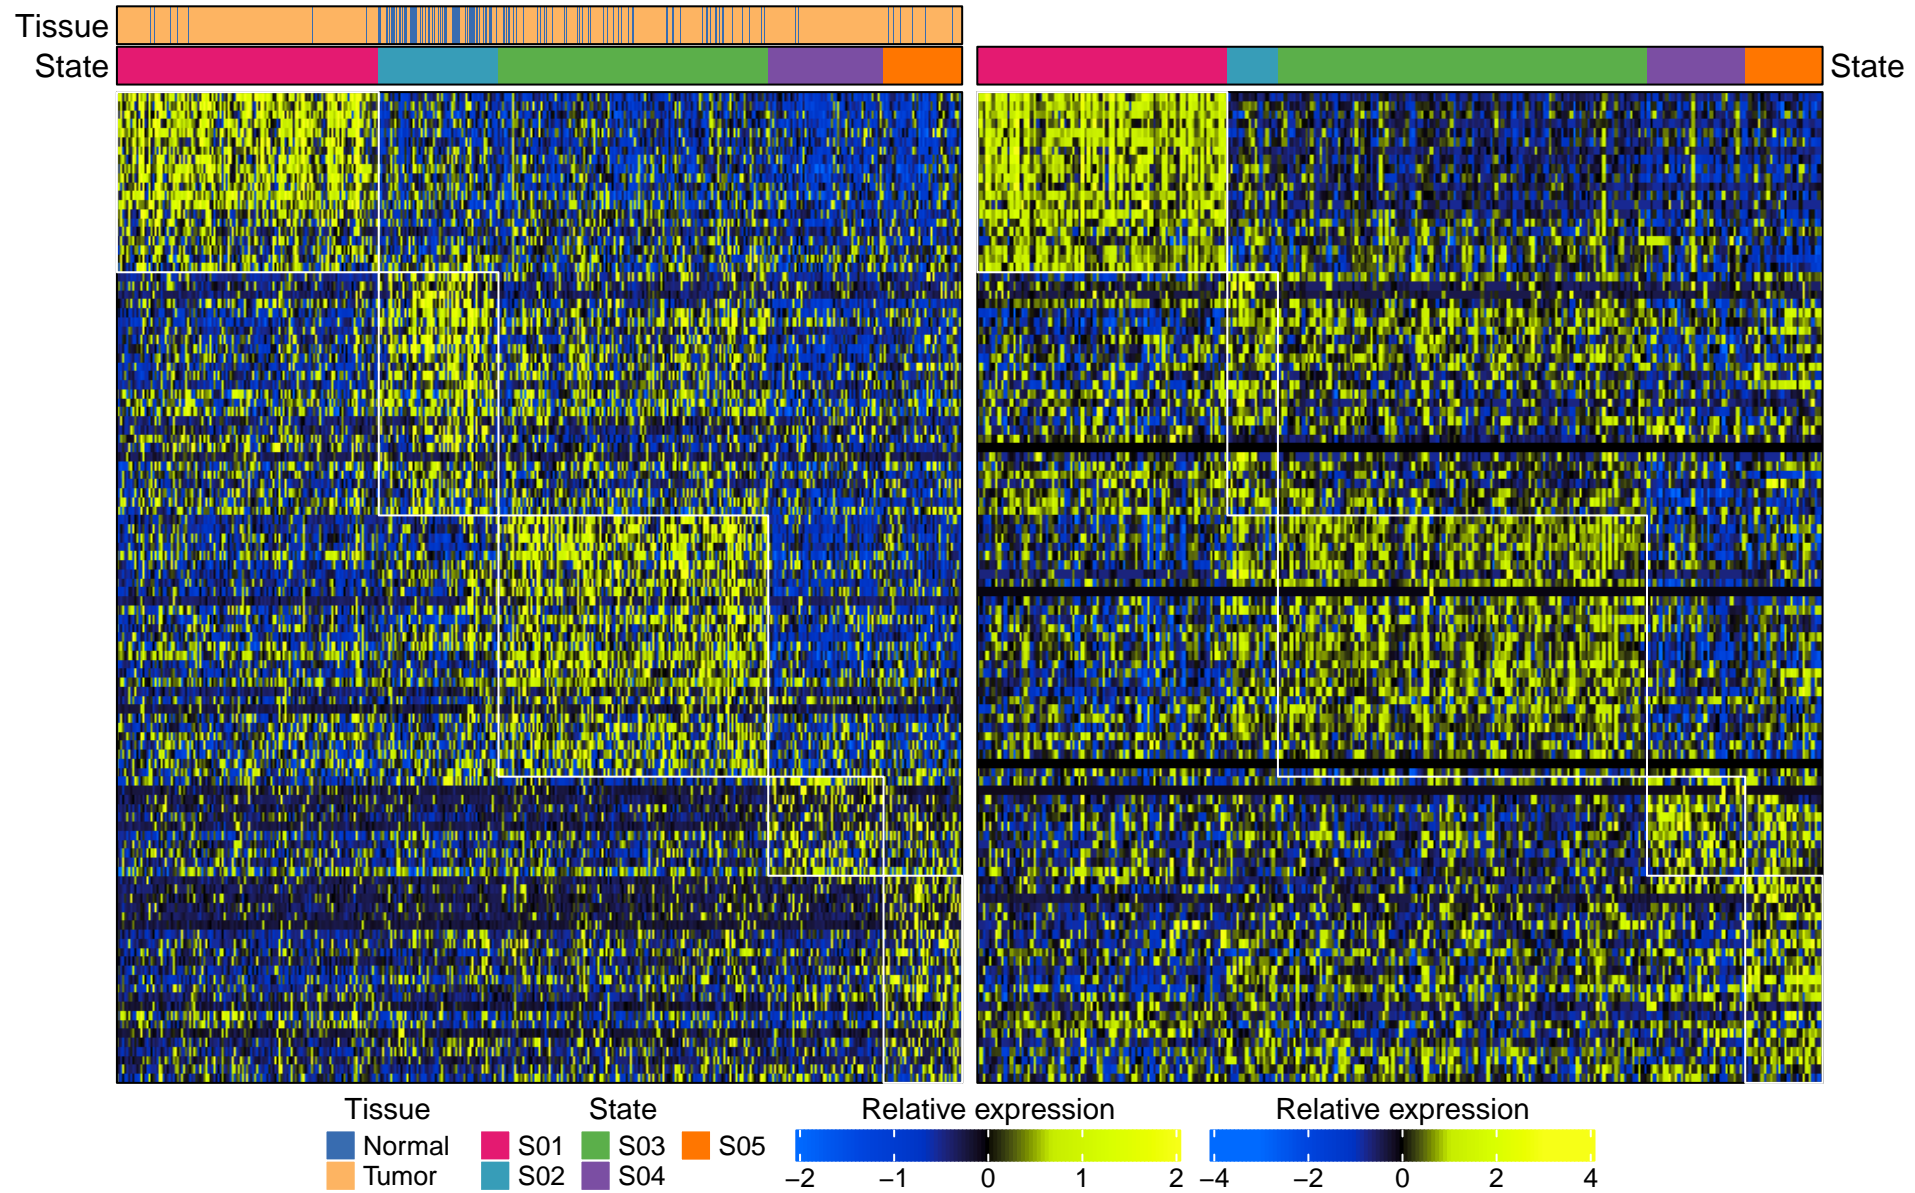 Tissue
State
State
Tissue State Relative expression Relative expression
Normal S01 S03 S05
Tumor S02 S04
−2 −1 0 1 2 −4 −2 0 2 4